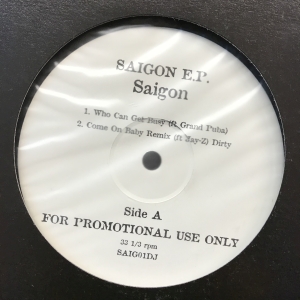 SAIGON E.P.
Saigon
1. Who Can Get Busy (ft Grand Puba)
2. Come On Baby Remix (ft Jay-Z) Dirty
Side A
FOR PROMOTIONAL USE ONLY
33 1/3 rpm
SAIG01DJ